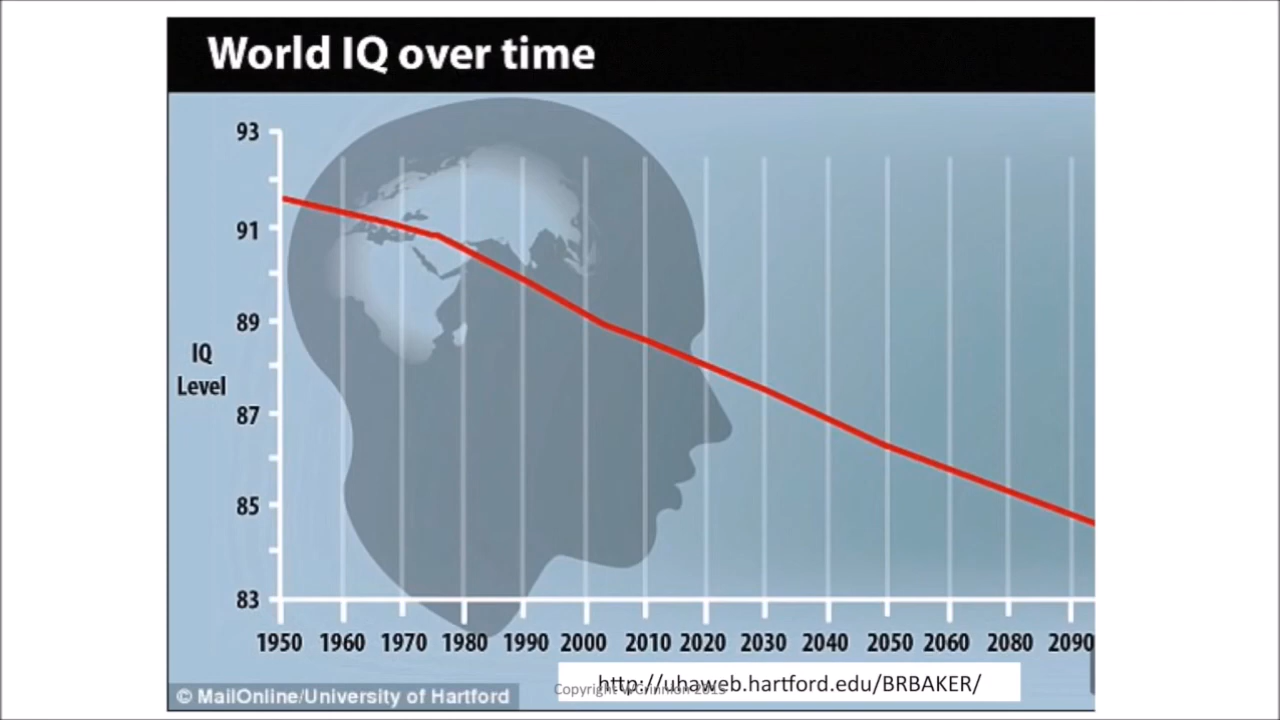 World IQ over time
93
91
89
IQ
Level
87
85
83
1950 1960 1970 1980 1990 2000 2010 2020 2030 2040 2050 2060 2080 2090
http://uhaweb.hartford.edu/BRBAKER/
Copyright
© MailOnline/University of Hartford